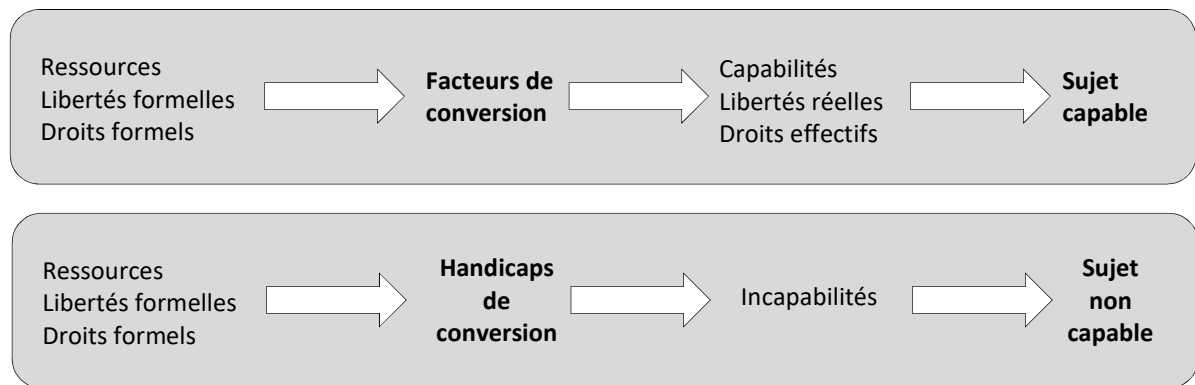 Ressources
Libertés formelles
Droits formels
Facteurs de
conversion
Capabilités
Libertés réelles
Droits effectifs
Sujet
capable
Ressources
Libertés formelles
Droits formels
Handicaps
de
conversion
Incapabilités
Sujet
non
capable